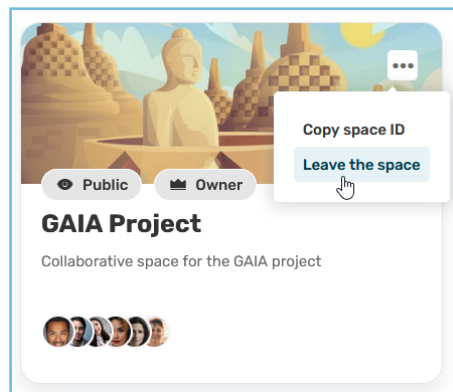 Copy space ID
Leave the space
Public
Owner
GAIA Project
Collaborative space for the GAIA project